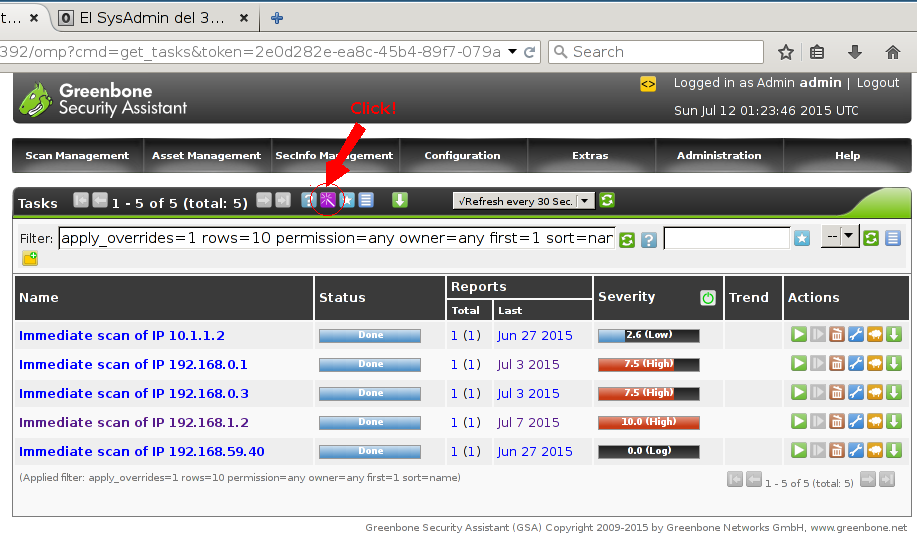 t... × 0 El SysAdmin del 3... × +
392/omp?cmd=get_tasks&token=2e0d282e-ea8c-45b4-89f7-079a Search
Greenbone
Security Assistant
<> Logged in as Admin admin | Logout
Sun Jul 12 01:23:46 2015 UTC
Click!
Scan Management Asset Management SecInfo Management Configuration Extras Administration Help
Tasks 1 - 5 of 5 (total: 5) ? √Refresh every 30 Sec.
Filter: apply_overrides=1 rows=10 permission=any owner=any first=1 sort=nam ? --
Name Status Reports Severity Trend Actions
Total Last
Immediate scan of IP 10.1.1.2 Done 1 (1) Jun 27 2015 2.6 (Low)
Immediate scan of IP 192.168.0.1 Done 1 (1) Jul 3 2015 7.5 (High)
Immediate scan of IP 192.168.0.3 Done 1 (1) Jul 3 2015 7.5 (High)
Immediate scan of IP 192.168.1.2 Done 1 (1) Jul 7 2015 10.0 (High)
Immediate scan of IP 192.168.59.40 Done 1 (1) Jun 27 2015 0.0 (Log)
(Applied filter: apply_overrides=1 rows=10 permission=any owner=any first=1 sort=name) 1 - 5 of 5 (total: 5)
Greenbone Security Assistant (GSA) Copyright 2009-2015 by Greenbone Networks GmbH, www.greenbone.net